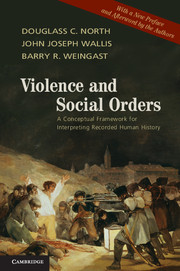 With a New Preface
and Afterword by the Authors
DOUGLASS C. NORTH
JOHN JOSEPH WALLIS
BARRY R. WEINGAST
VIOLENCE AND
SOCIAL ORDERS
A CONCEPTUAL FRAMEWORK FOR
INTERPRETING RECORDED HUMAN HISTORY
CAMBRIDGE